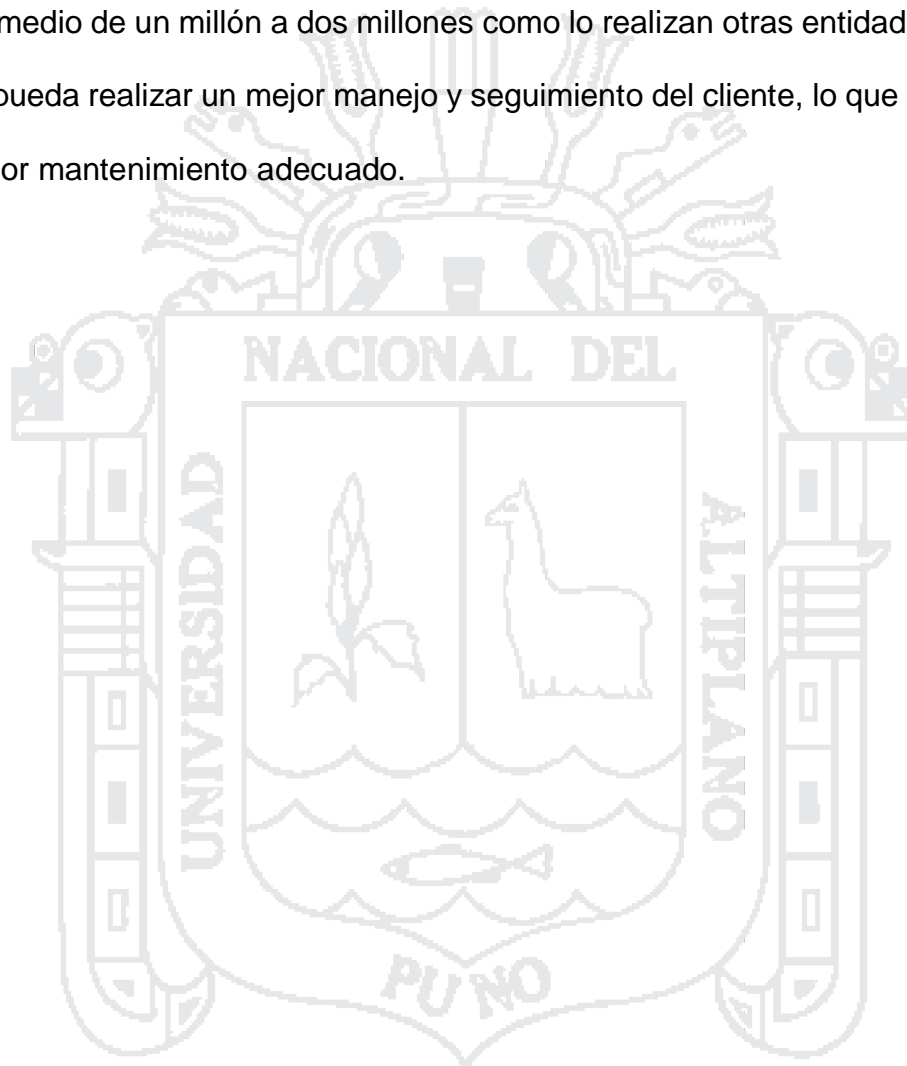 medio de un millón a dos millones como lo realizan otras entidad
pueda realizar un mejor manejo y seguimiento del cliente, lo que
or mantenimiento adecuado.
NACIONAL DEL
UNIVERSIDAD
ALTIPLANO
PUNO